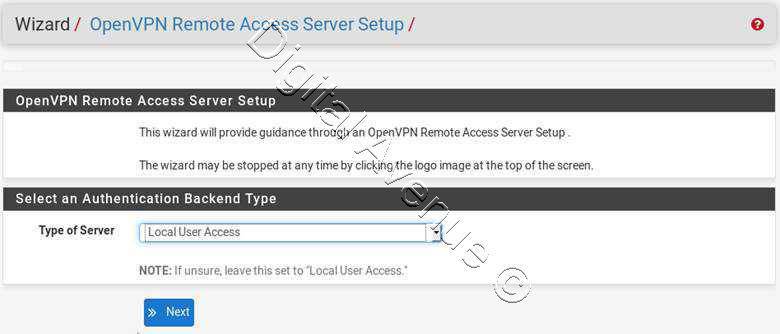 Wizard / OpenVPN Remote Access Server Setup /
OpenVPN Remote Access Server Setup
This wizard will provide guidance through an OpenVPN Remote Access Server Setup .
The wizard may be stopped at any time by clicking the logo image at the top of the screen.
Select an Authentication Backend Type
Type of Server
Local User Access
NOTE: If unsure, leave this set to "Local User Access."
» Next
Digital Avenue ©